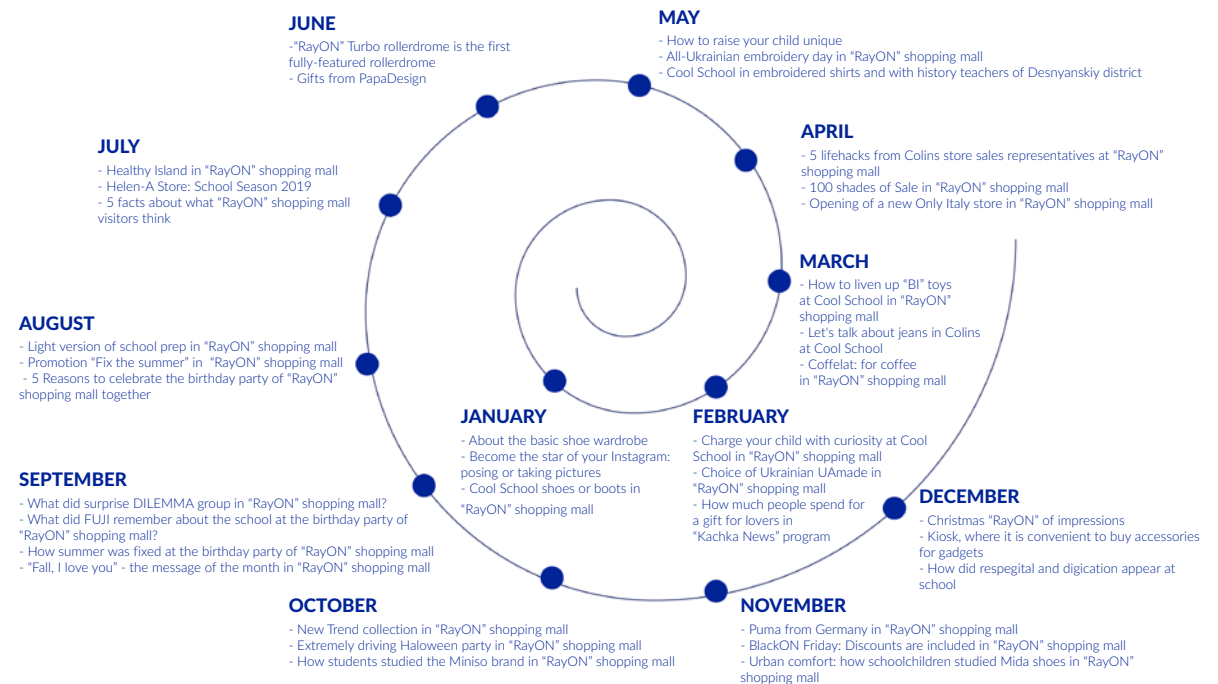 JANUARY
- About the basic shoe wardrobe
- Become the star of your Instagram:
posing or taking pictures
- Cool School shoes or boots in
“RayON” shopping mall
FEBRUARY
- Charge your child with curiosity at Cool
School in “RayON” shopping mall
- Choice of Ukrainian UAmade in
“RayON” shopping mall
- How much people spend for
a gift for lovers in
“Kachka News” program
MARCH
- How to liven up “BI” toys
at Cool School in “RayON”
shopping mall
- Let's talk about jeans in Colins
at Cool School
- Coffelat: for coffee
in “RayON” shopping mall
APRIL
- 5 lifehacks from Colins store sales representatives at “RayON”
shopping mall
- 100 shades of Sale in “RayON” shopping mall
- Opening of a new Only Italy store in “RayON” shopping mall
MAY
- How to raise your child unique
- All-Ukrainian embroidery day in “RayON” shopping mall
- Cool School in embroidered shirts and with history teachers of Desnyanskiy district
JUNE
-“RayON” Turbo rollerdrome is the first
fully-featured rollerdrome
- Gifts from PapaDesign
JULY
- Healthy Island in “RayON” shopping mall
- Helen-A Store: School Season 2019
- 5 facts about what “RayON” shopping mall
visitors think
AUGUST
- Light version of school prep in “RayON” shopping mall
- Promotion “Fix the summer” in “RayON” shopping mall
- 5 Reasons to celebrate the birthday party of “RayON”
shopping mall together
SEPTEMBER
- What did surprise DILEMMA group in “RayON” shopping mall?
- What did FUJI remember about the school at the birthday party of
“RayON” shopping mall?
- How summer was fixed at the birthday party of “RayON” shopping mall
- “Fall, I love you” - the message of the month in “RayON” shopping mall
OCTOBER
- New Trend collection in “RayON” shopping mall
- Extremely driving Haloween party in “RayON” shopping mall
- How students studied the Miniso brand in “RayON” shopping mall
NOVEMBER
- Puma from Germany in “RayON” shopping mall
- BlackON Friday: Discounts are included in “RayON” shopping mall
- Urban comfort: how schoolchildren studied Mida shoes in “RayON”
shopping mall
DECEMBER
- Christmas “RayON” of impressions
- Kiosk, where it is convenient to buy accessories
for gadgets
- How did respegital and digication appear at
school